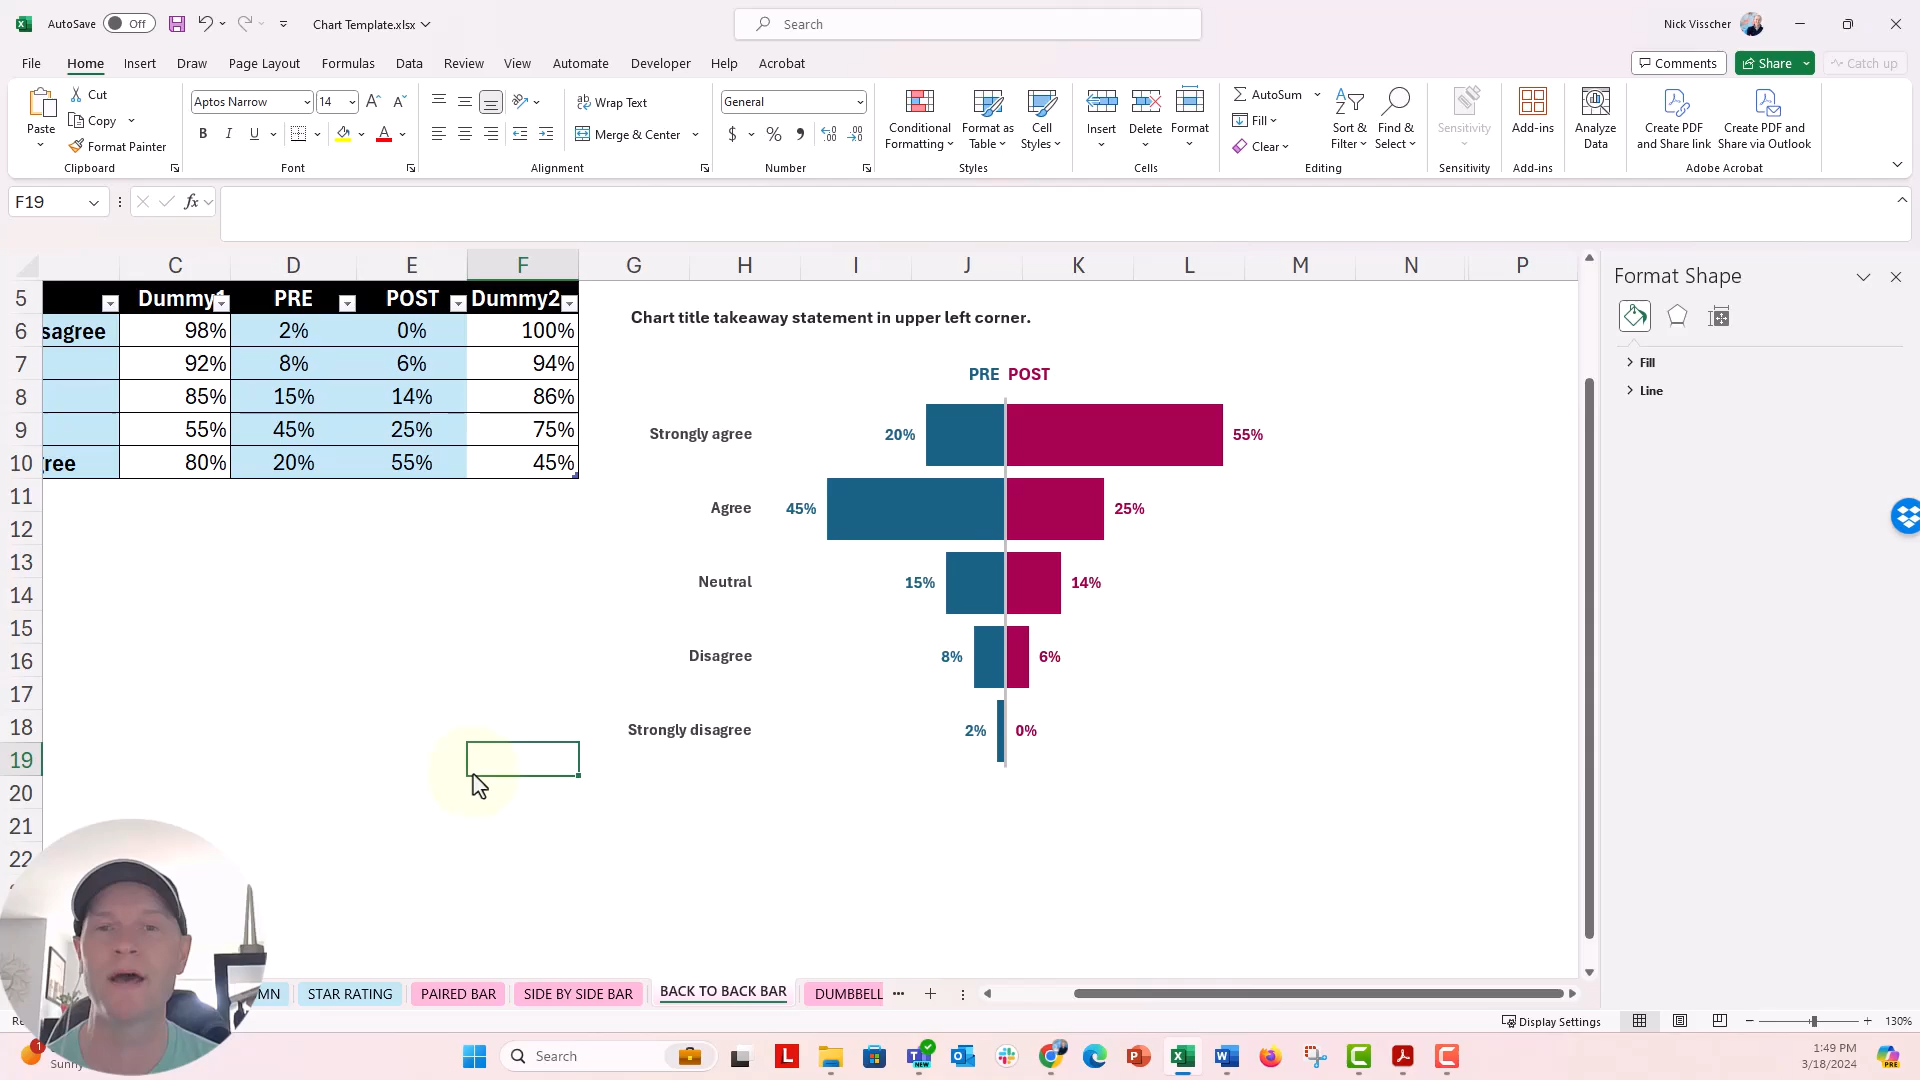 AutoSave Off Chart Template.xlsx Search Nick Visscher
File Home Insert Draw Page Layout Formulas Data Review View Automate Developer Help Acrobat Comments Share Catch up
Paste Cut Copy Format Painter Clipboard
Aptos Narrow 14 B I U A Font
Wrap Text Merge & Center Alignment
General $ % , Number
Conditional Formatting Format as Table Cell Styles Styles
Insert Delete Format Cells
AutoSum Fill Clear Sort & Filter Find & Select Editing
Sensitivity Sensitivity
Add-ins Add-ins
Analyze Data
Create PDF and Share link Create PDF and Share via Outlook Adobe Acrobat
F19 fx
C D E F G H I J K L M N O P
5 Dummy1 PRE POST Dummy2
6 sagree 98% 2% 0% 100%
7 92% 8% 6% 94%
8 85% 15% 14% 86%
9 55% 45% 25% 75%
10 ree 80% 20% 55% 45%
11
12
13
14
15
16
17
18
19
20
21
22
Chart title takeaway statement in upper left corner.
PRE POST
Strongly agree 20% 55%
Agree 45% 25%
Neutral 15% 14%
Disagree 8% 6%
Strongly disagree 2% 0%
Format Shape
Fill
Line
MN STAR RATING PAIRED BAR SIDE BY SIDE BAR BACK TO BACK BAR DUMBBELL
Re Display Settings 130%
1 Sunny Search NEW PRE
1:49 PM
3/18/2024